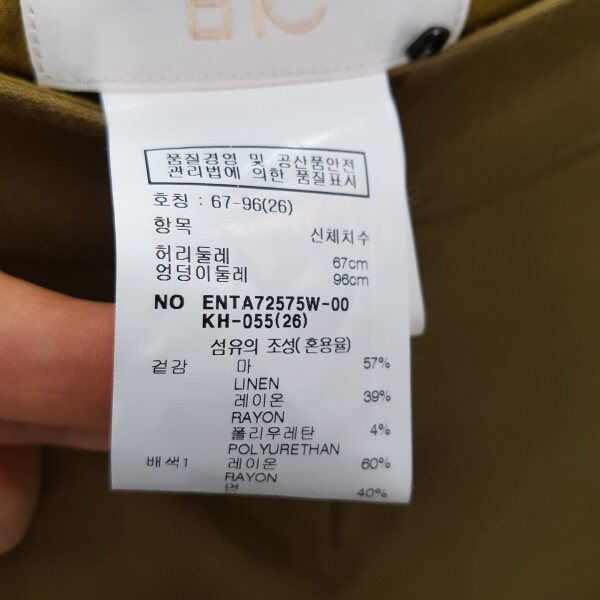 품질경영 및 공산품안전
관리법에 의한 품질표시
호칭 : 67-96(26)
항목 신체치수
허리둘레 67cm
엉덩이둘레 96cm
NO ENTA72575W-00
KH-055(26)
섬유의 조성(혼용율)
겉감 마 57%
LINEN
레이온 39%
RAYON
폴리우레탄 4%
POLYURETHAN
배색1 레이온 60%
RAYON
면 40%